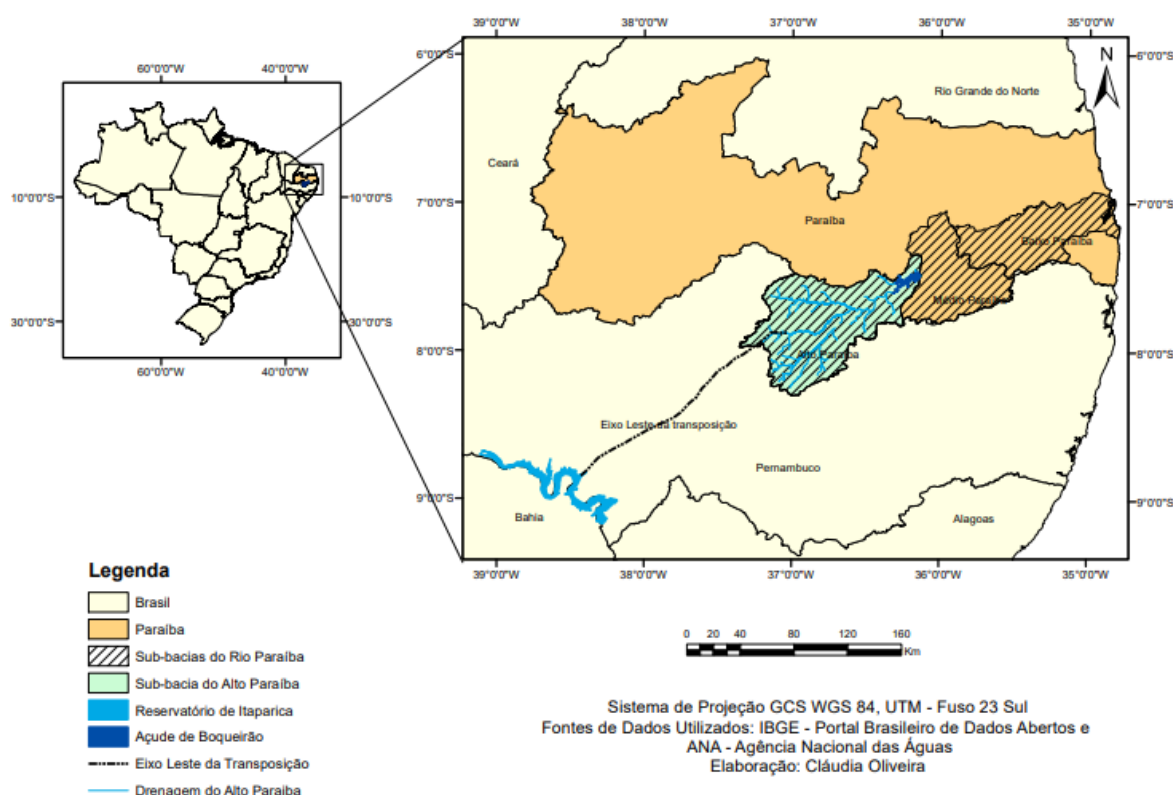 39°0'0"W 38°0'0"W 37°0'0"W 36°0'0"W 35°0'0"W
60°0'0"W 40°0'0"W
6°0'0"S 6°0'0"S
N
Rio Grande do Norte
Ceará
10°0'0"S 10°0'0"S
7°0'0"S 7°0'0"S
Paraíba
Baixo Paraíba
Médio Paraíba
30°0'0"S 30°0'0"S
8°0'0"S 8°0'0"S
Alto Paraíba
60°0'0"W 40°0'0"W
Eixo Leste da transposição
Pernambuco
9°0'0"S 9°0'0"S
Bahia
Alagoas
39°0'0"W 38°0'0"W 37°0'0"W 36°0'0"W 35°0'0"W
Legenda
Brasil
Paraíba
Sub-bacias do Rio Paraíba
Sub-bacia do Alto Paraíba
Reservatório de Itaparica
Açude de Boqueirão
Eixo Leste da Transposição
Drenagem do Alto Paraiba
0 20 40 80 120 160
Km
Sistema de Projeção GCS WGS 84, UTM - Fuso 23 Sul
Fontes de Dados Utilizados: IBGE - Portal Brasileiro de Dados Abertos e
ANA - Agência Nacional das Águas
Elaboração: Cláudia Oliveira